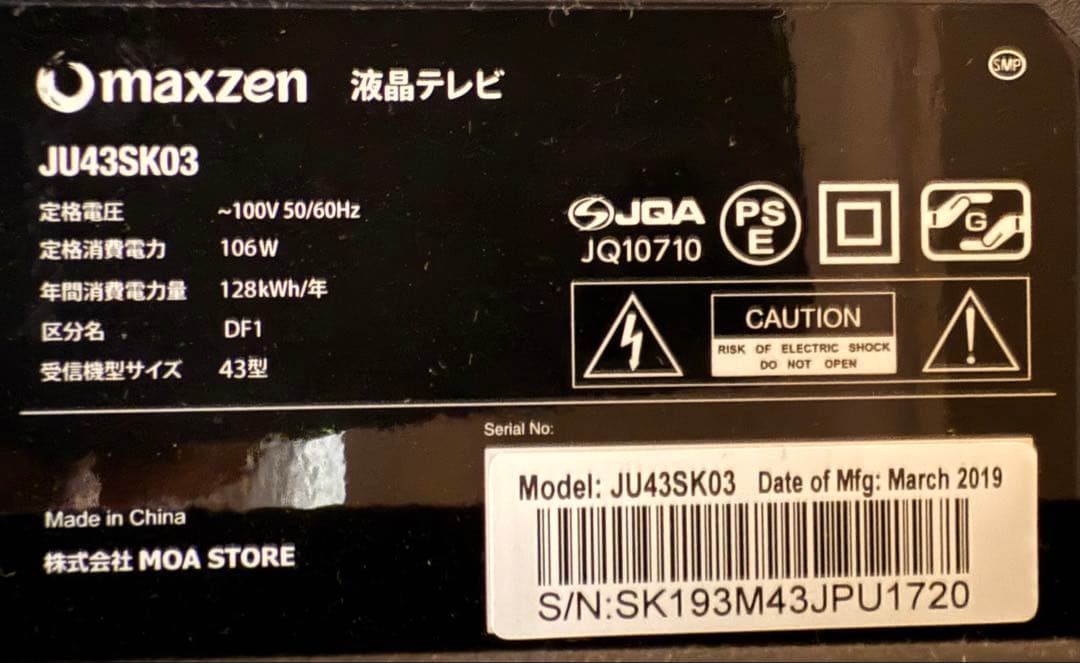 maxzen 液晶テレビ
SMP
JU43SK03
定格電圧 ~100V 50/60Hz
定格消費電力 106W
年間消費電力量 128kWh/年
区分名 DF1
受信機型サイズ 43型
JQA
JQ10710
PS
E
G
CAUTION
RISK OF ELECTRIC SHOCK
DO NOT OPEN
Serial No:
Model: JU43SK03 Date of Mfg: March 2019
S/N:SK193M43JPU1720
Made in China
株式会社 MOA STORE